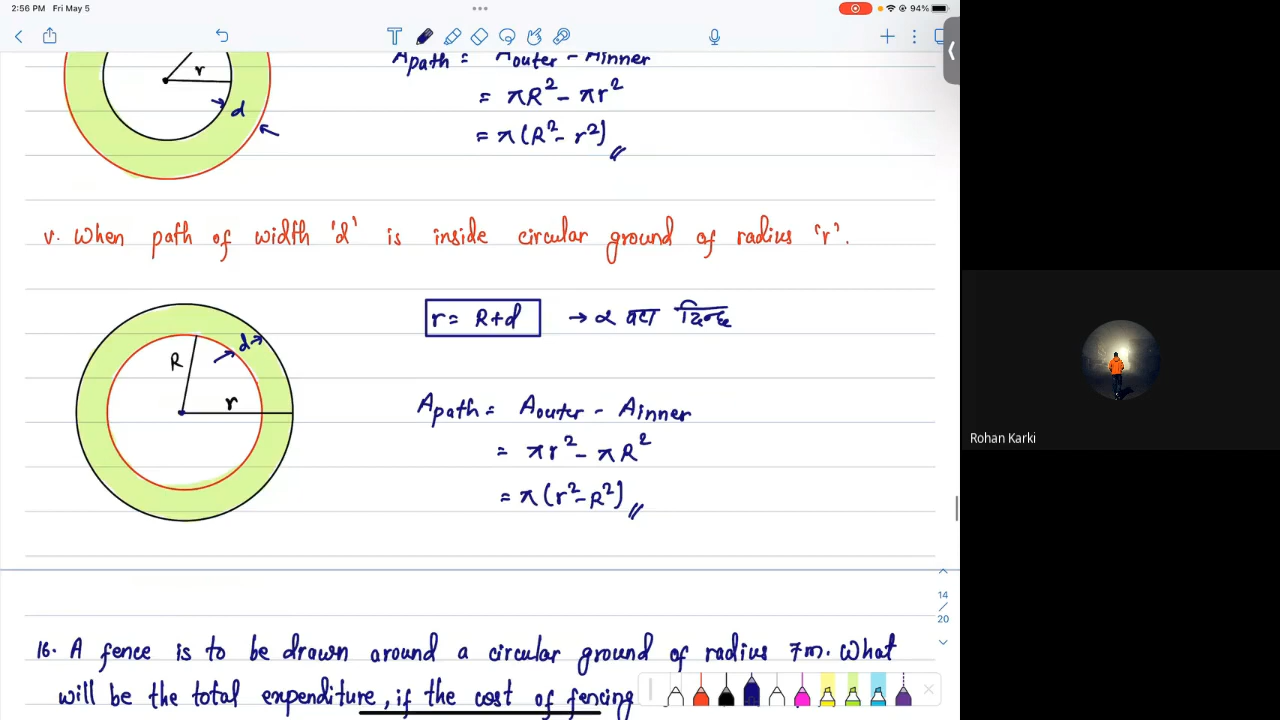 2:56 PM Fri May 5
94%
r
d
Apath = Aouter - Ainner
= πR² - πr²
= π(R² - r²)
v. When path of width 'd' is inside circular ground of radius 'r'.
r = R+d
R
d
r
Apath = Aouter - Ainner
= πr² - πR²
= π(r² - R²)
14
/
20
16. A fence is to be drawn around a circular ground of radius 7m. What
will be the total expenditure, if the cost of fencing
Rohan Karki